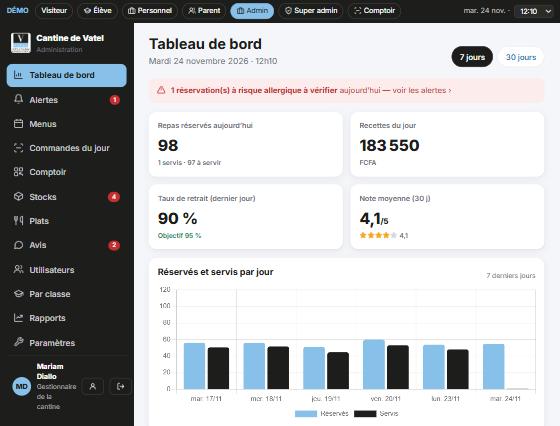 DÉMO Visiteur Élève Personnel Parent Admin Super admin Comptoir mar. 24 nov. · 12:10
Cantine de Vatel
Administration
Tableau de bord
Alertes 1
Menus
Commandes du jour
Comptoir
Stocks 4
Plats
Avis 2
Utilisateurs
Par classe
Rapports
Paramètres
MD
Mariam
Diallo
Gestionnaire
de la
cantine
Tableau de bord
Mardi 24 novembre 2026 · 12h10
7 jours 30 jours
1 réservation(s) à risque allergique à vérifier aujourd'hui — voir les alertes ›
Repas réservés aujourd'hui
98
1 servis · 97 à servir
Recettes du jour
183 550
FCFA
Taux de retrait (dernier jour)
90 %
Objectif 95 %
Note moyenne (30 j)
4,1/5
4,1
Réservés et servis par jour
7 derniers jours
120
100
80
60
40
20
0
mar. 17/11 mer. 18/11 jeu. 19/11 ven. 20/11 lun. 23/11 mar. 24/11
Réservés Servis